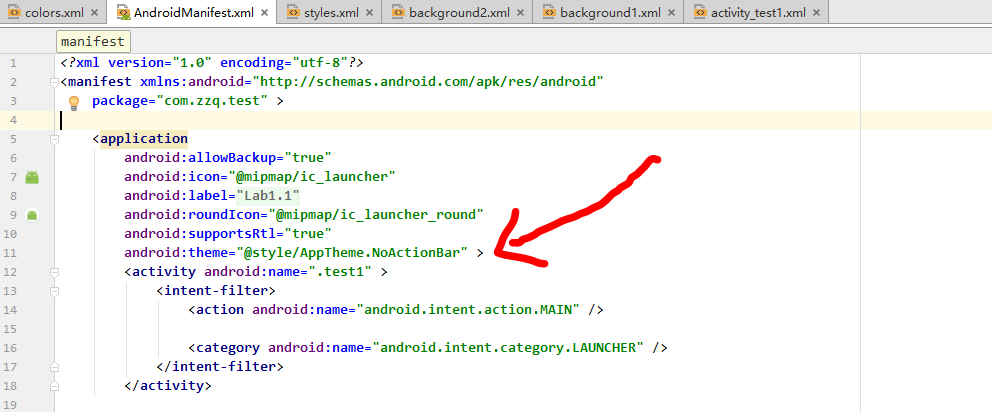 colors.xml AndroidManifest.xml styles.xml background2.xml background1.xml activity_test1.xml
manifest
1 <?xml version="1.0" encoding="utf-8"?>
2 <manifest xmlns:android="http://schemas.android.com/apk/res/android"
3 package="com.zzq.test" >
4
5 <application
6 android:allowBackup="true"
7 android:icon="@mipmap/ic_launcher"
8 android:label="Lab1.1"
9 android:roundIcon="@mipmap/ic_launcher_round"
10 android:supportsRtl="true"
11 android:theme="@style/AppTheme.NoActionBar" >
12 <activity android:name=".test1" >
13 <intent-filter>
14 <action android:name="android.intent.action.MAIN" />
15
16 <category android:name="android.intent.category.LAUNCHER" />
17 </intent-filter>
18 </activity>
19